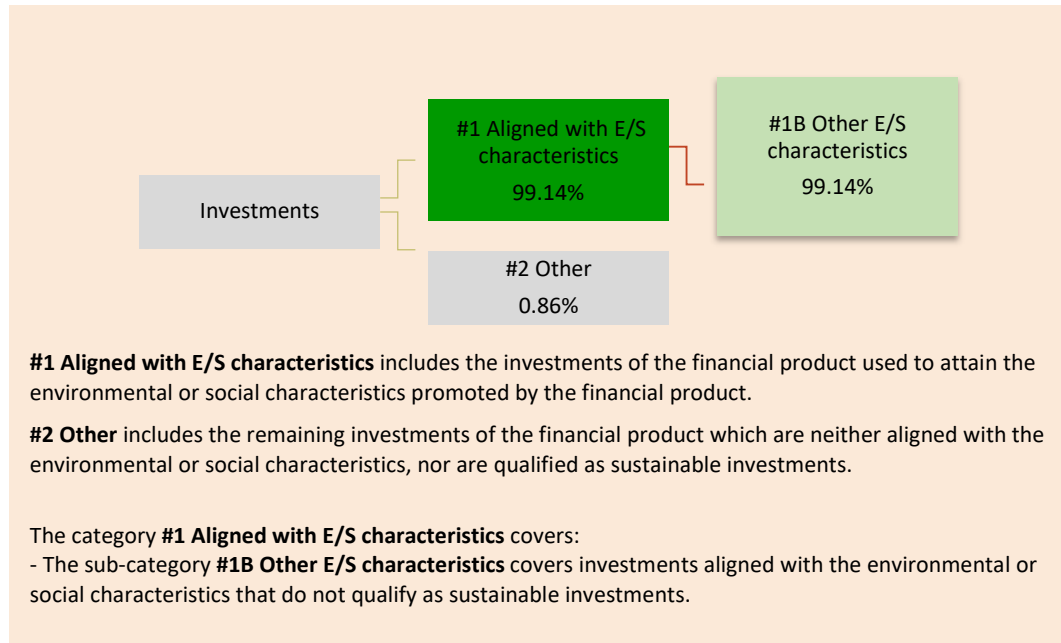 #1 Aligned with E/S
characteristics
99.14%
#1B Other E/S
characteristics
99.14%
Investments
#2 Other
0.86%
#1 Aligned with E/S characteristics includes the investments of the financial product used to attain the
environmental or social characteristics promoted by the financial product.
#2 Other includes the remaining investments of the financial product which are neither aligned with the
environmental or social characteristics, nor are qualified as sustainable investments.
The category #1 Aligned with E/S characteristics covers:
- The sub-category #1B Other E/S characteristics covers investments aligned with the environmental or
social characteristics that do not qualify as sustainable investments.